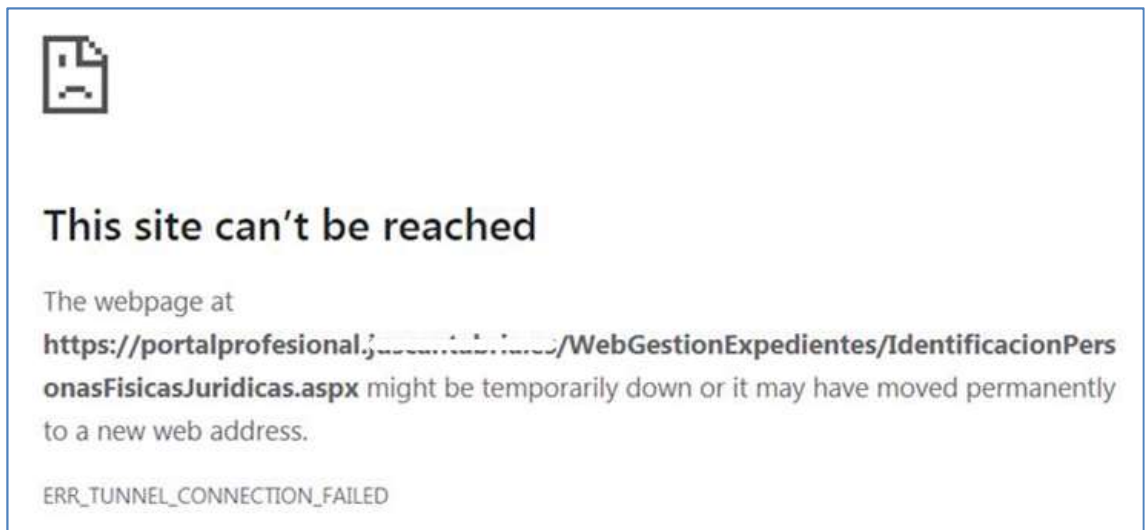 This site can't be reached
The webpage at
https://portalprofesional. /WebGestionExpedientes/IdentificacionPers
onasFisicasJuridicas.aspx might be temporarily down or it may have moved permanently
to a new web address.
ERR_TUNNEL_CONNECTION_FAILED